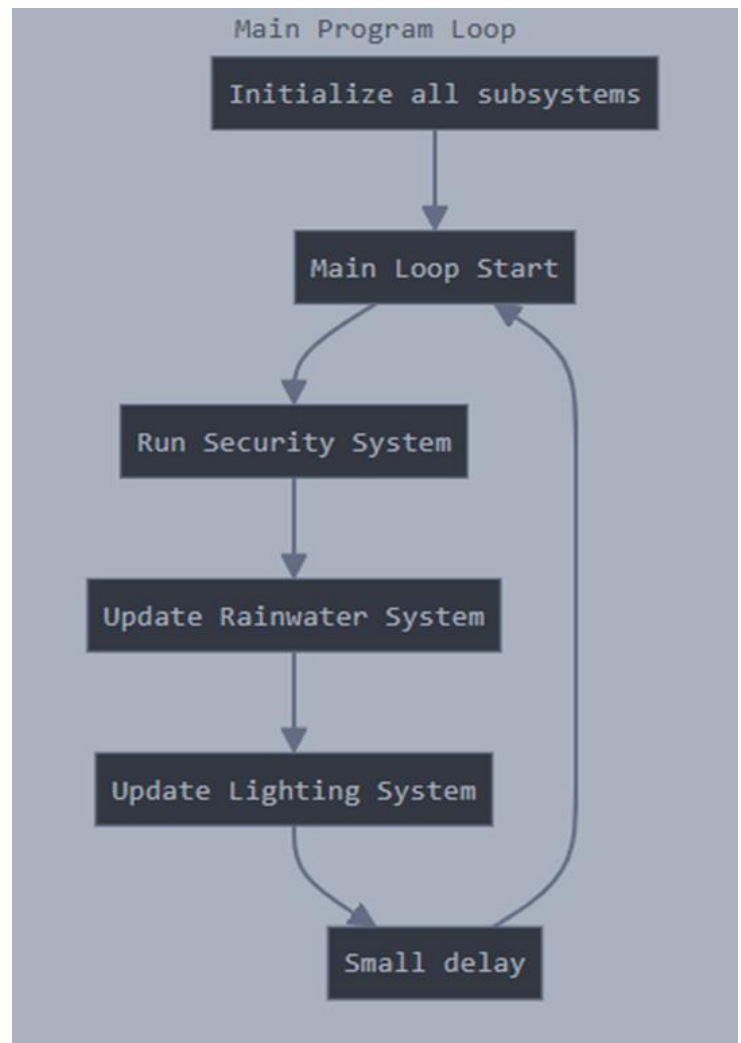 Main Program Loop
Initialize all subsystems
Main Loop Start
Run Security System
Update Rainwater System
Update Lighting System
Small delay